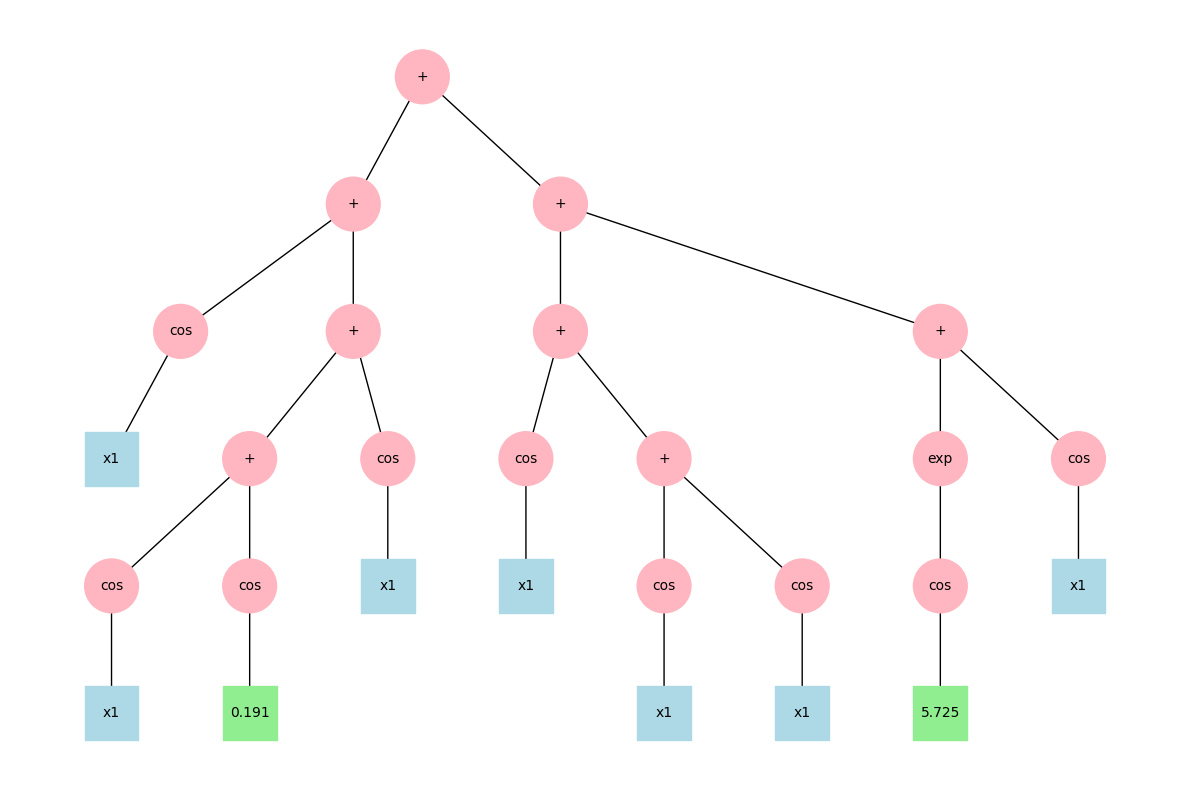 +
+ +
cos + + +
x1 + cos cos + exp cos
cos cos x1 x1 cos cos cos x1
x1 0.191 x1 x1 5.725